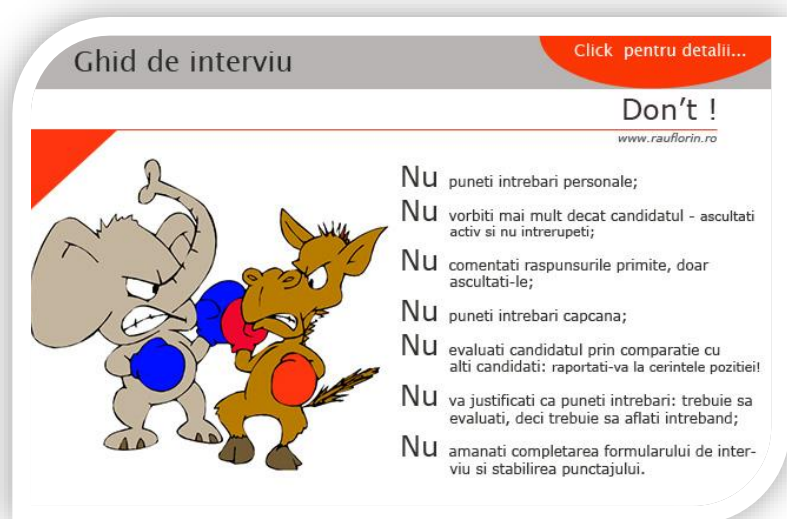 Ghid de interviu
Click pentru detalii...
Don't !
www.rauflorin.ro
Nu puneti intrebari personale;
Nu vorbiti mai mult decat candidatul - ascultati
activ si nu intrerupeti;
Nu comentati raspunsurile primite, doar
ascultati-le;
Nu puneti intrebari capcana;
Nu evaluati candidatul prin comparatie cu
alti candidati: raportati-va la cerintele pozitiei!
Nu va justificati ca puneti intrebari: trebuie sa
evaluati, deci trebuie sa aflati intreband;
Nu amanati completarea formularului de inter-
viu si stabilirea punctajului.